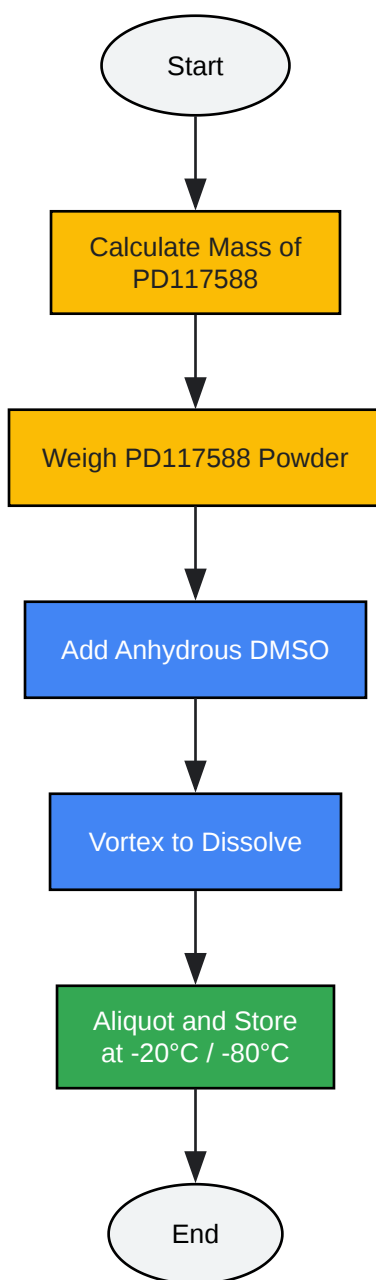 Start
Calculate Mass of
PD117588
Weigh PD117588 Powder
Add Anhydrous DMSO
Vortex to Dissolve
Aliquot and Store
at -20°C / -80°C
End